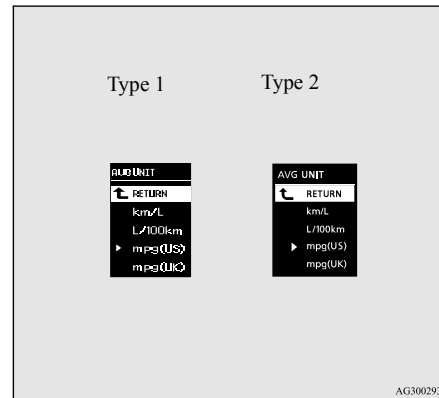 Type 1
Type 2
AVG UNIT
RETURN
km/L
L/100km
mpg(US)
mpg(UK)
AVG UNIT
RETURN
km/L
L/100km
mpg(US)
mpg(UK)
AG300293